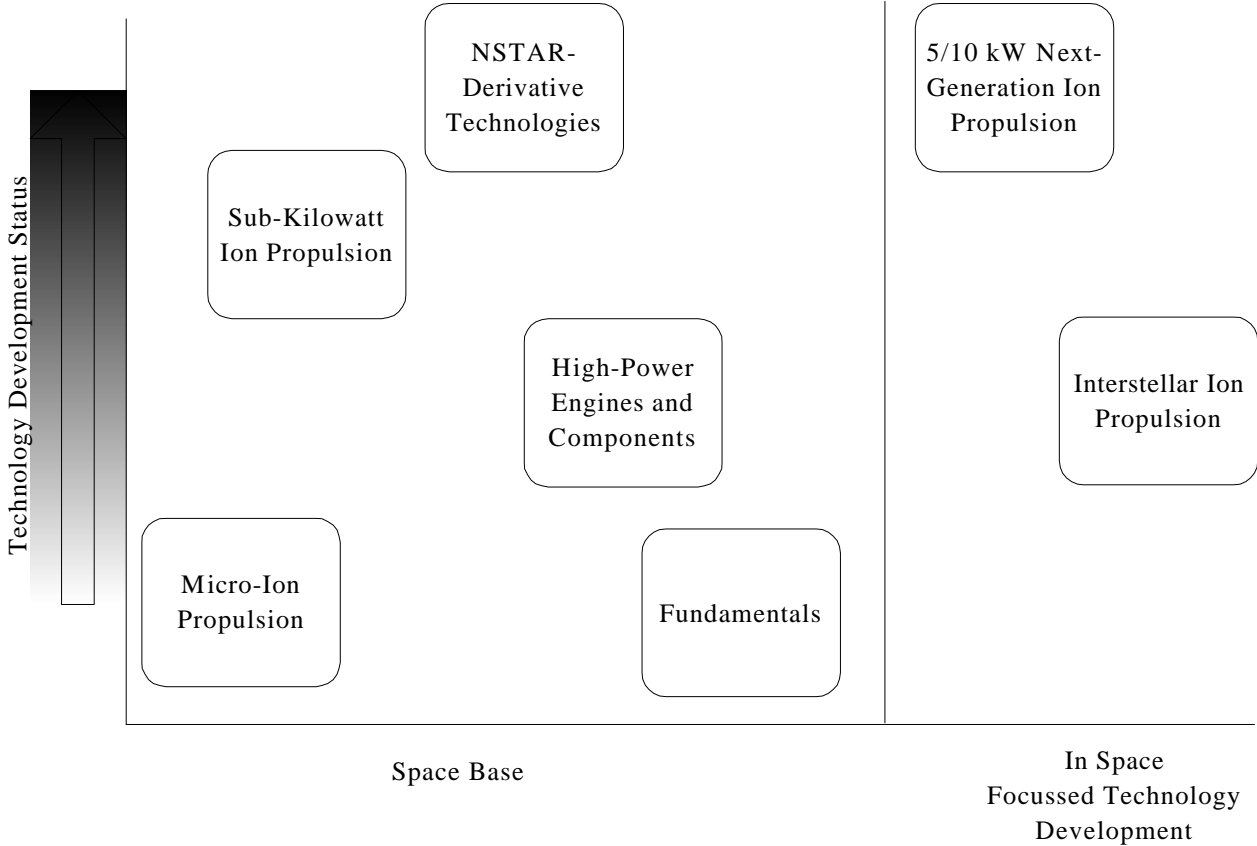 NSTAR-
Derivative
Technologies
5/10 kW Next-
Generation Ion
Propulsion
Sub-Kilowatt
Ion Propulsion
Technology Development Status
High-Power
Engines and
Components
Interstellar Ion
Propulsion
Micro-Ion
Propulsion
Fundamentals
Space Base
In Space
Focussed Technology
Development